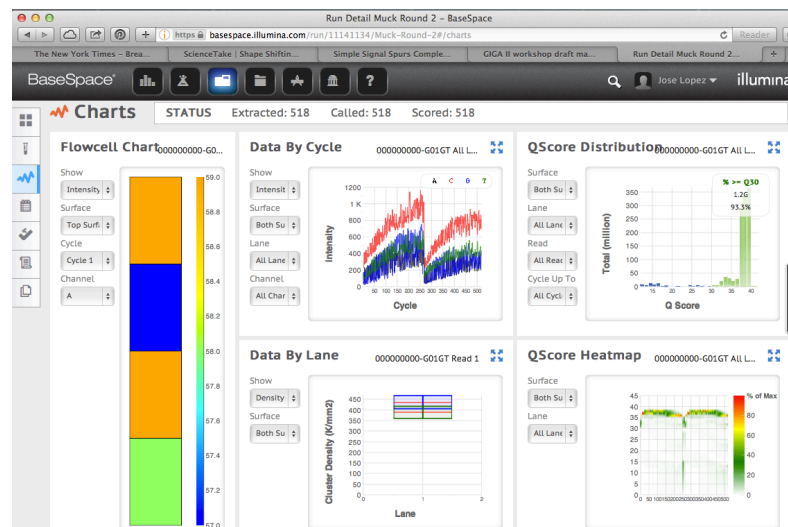 Run Detail Muck Round 2 – BaseSpace
https basespace.illumina.com/run/11141134/Muck-Round-2#/charts
Reader
The New York Times – Brea...
ScienceTake | Shape Shiftin...
Simple Signal Spurs Comple...
GIGA II workshop draft ma...
Run Detail Muck Round 2...
BaseSpace
Jose Lopez
illumina
Charts
STATUS
Extracted: 518
Called: 518
Scored: 518
Flowcell Chart
000000000-G0...
Show
Intensity
Surface
Top Surf
Cycle
Cycle 1
Channel
A
59.0
58.8
58.6
58.4
58.2
58.0
57.8
57.6
57.4
57.2
57.0
Data By Cycle
000000000-G01GT All L...
Show
Intensit
Surface
Both Su
Lane
All Lane
Channel
All Char
A C G T
Intensity
1200
1 K
800
600
400
200
0
50 100 150 200 250 300 350 400 450 500
Cycle
QScore Distribution
000000000-G01GT All L...
Surface
Both Su
Lane
All Lane
Read
All Read
Cycle Up To
All Cycl
% >= Q30
1.2G
93.3%
Total (million)
350
300
250
200
150
100
50
0
15 20 25 30 35 40
Q Score
Data By Lane
000000000-G01GT Read 1
Show
Density
Surface
Both Su
Cluster Density (K/mm2)
450
400
350
300
250
200
150
100
50
0
0 1 2
Lane
QScore Heatmap
000000000-G01GT All L...
Surface
Both Su
Lane
All Lane
45
40
35
30
25
20
15
10
5
0
0 50 100150200250300350400450500
% of Max
80
60
40
20
0